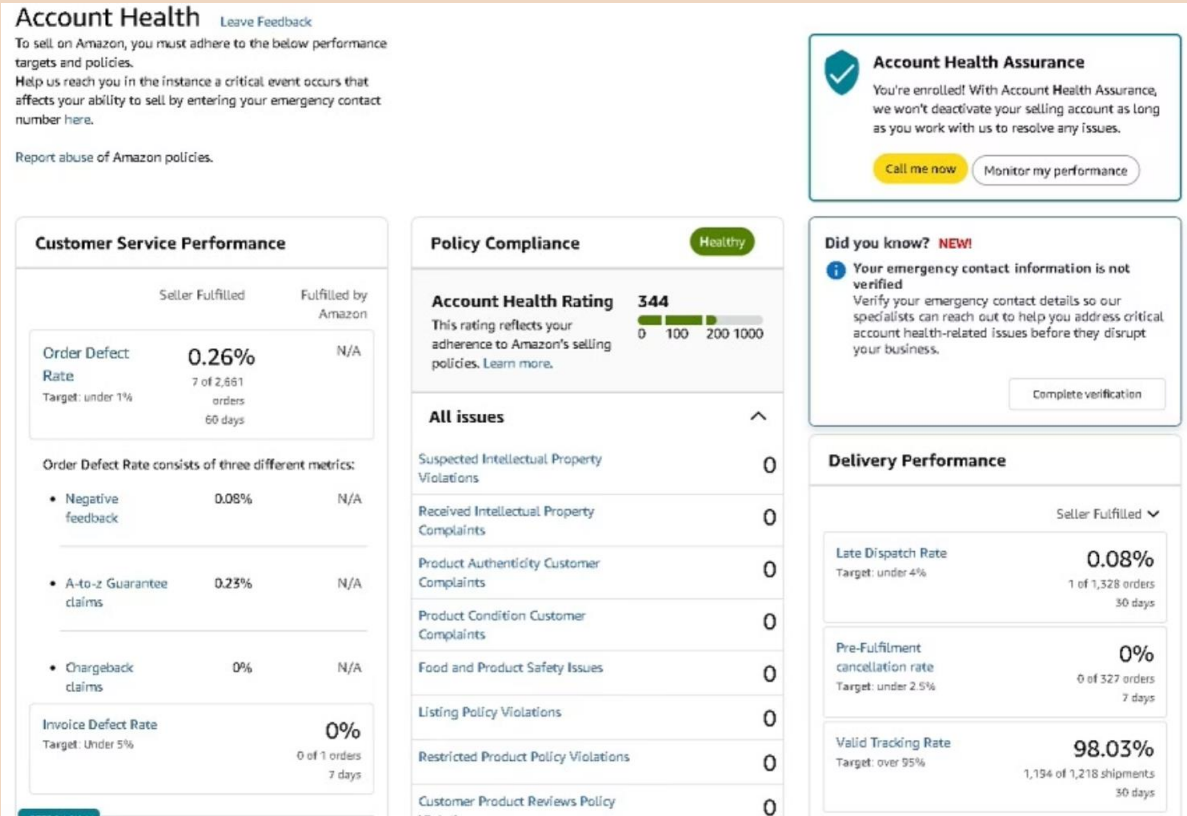 Account Health Leave Feedback
To sell on Amazon, you must adhere to the below performance
targets and policies.
Help us reach you in the instance a critical event occurs that
affects your ability to sell by entering your emergency contact
number here.
Report abuse of Amazon policies.
Account Health Assurance
You're enrolled! With Account Health Assurance,
we won't deactivate your selling account as long
as you work with us to resolve any issues.
Call me now
Monitor my performance
Customer Service Performance
Seller Fulfilled
Fulfilled by
Amazon
Order Defect
Rate
Target: under 1%
0.26%
7 of 2,661
orders
60 days
N/A
Order Defect Rate consists of three different metrics:
• Negative
feedback
0.08%
N/A
• A-to-z Guarantee
claims
0.23%
N/A
• Chargeback
claims
0%
N/A
Invoice Defect Rate
Target: Under 5%
0%
0 of 1 orders
7 days
Policy Compliance
Healthy
Account Health Rating
This rating reflects your
adherence to Amazon's selling
policies. Learn more.
344
0 100 200 1000
All issues
Suspected Intellectual Property
Violations
0
Received Intellectual Property
Complaints
0
Product Authenticity Customer
Complaints
0
Product Condition Customer
Complaints
0
Food and Product Safety Issues
0
Listing Policy Violations
0
Restricted Product Policy Violations
0
Customer Product Reviews Policy
0
Did you know? NEW!
Your emergency contact information is not
verified
Verify your emergency contact details so our
specialists can reach out to help you address critical
account health-related issues before they disrupt
your business.
Complete verification
Delivery Performance
Seller Fulfilled
Late Dispatch Rate
Target: under 4%
0.08%
1 of 1,328 orders
30 days
Pre-Fulfilment
cancellation rate
Target: under 2.5%
0%
0 of 327 orders
7 days
Valid Tracking Rate
Target: over 95%
98.03%
1,194 of 1,218 shipments
30 days